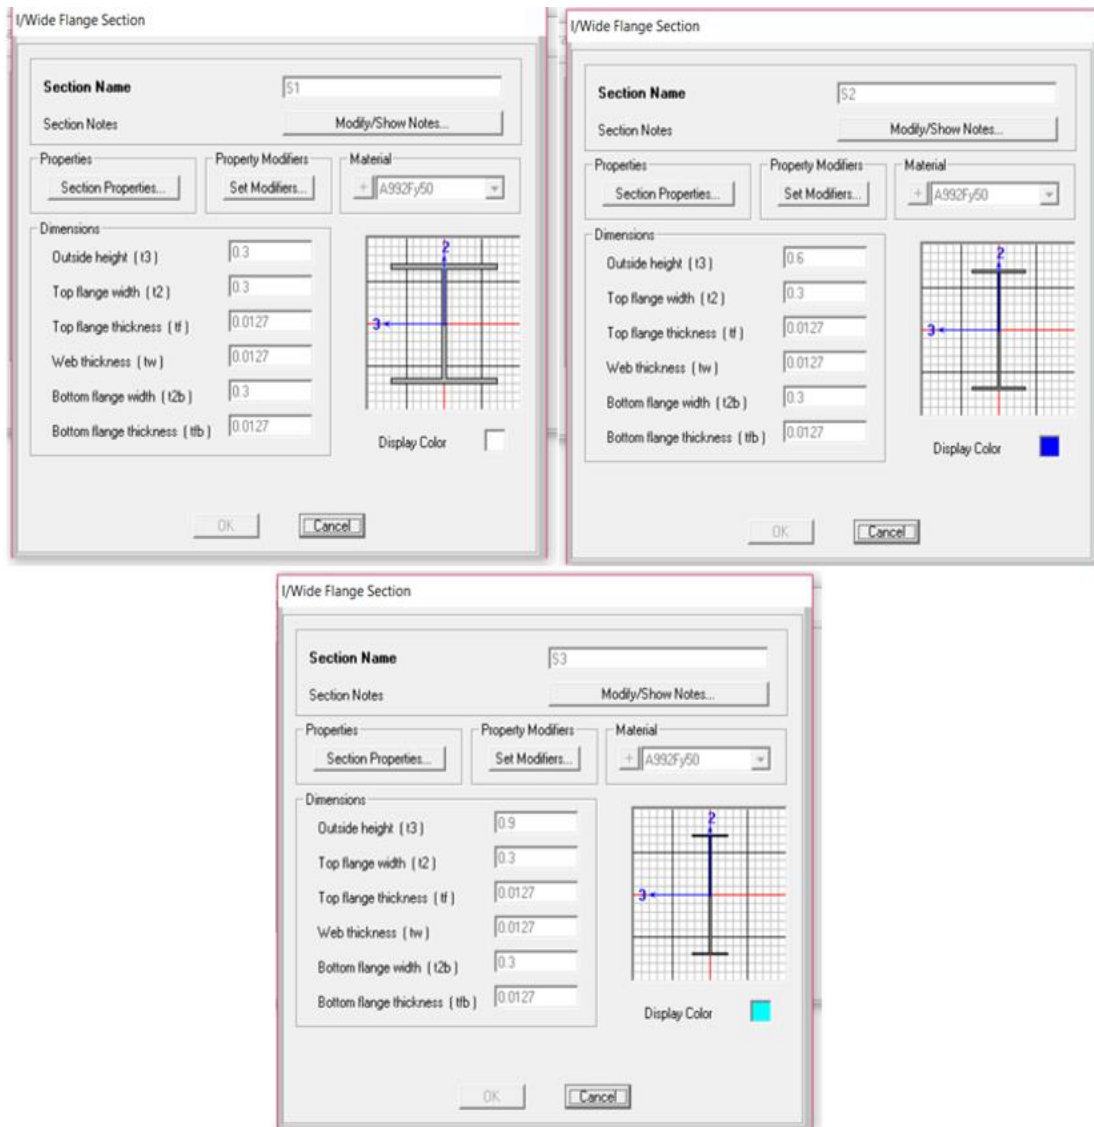 I/Wide Flange Section
Section Name S1
Section Notes Modify/Show Notes...
Properties Property Modifiers Material
Section Properties... Set Modifiers... + A992Fy50
Dimensions
2
3
Outside height ( t3 ) 0.3
Top flange width ( t2 ) 0.3
Top flange thickness ( tf ) 0.0127
Web thickness ( tw ) 0.0127
Bottom flange width ( t2b ) 0.3
Bottom flange thickness ( tfb ) 0.0127
Display Color
OK Cancel
I/Wide Flange Section
Section Name S2
Section Notes Modify/Show Notes...
Properties Property Modifiers Material
Section Properties... Set Modifiers... + A992Fy50
Dimensions
2
3
Outside height ( t3 ) 0.6
Top flange width ( t2 ) 0.3
Top flange thickness ( tf ) 0.0127
Web thickness ( tw ) 0.0127
Bottom flange width ( t2b ) 0.3
Bottom flange thickness ( tfb ) 0.0127
Display Color
OK Cancel
I/Wide Flange Section
Section Name S3
Section Notes Modify/Show Notes...
Properties Property Modifiers Material
Section Properties... Set Modifiers... + A992Fy50
Dimensions
2
3
Outside height ( t3 ) 0.9
Top flange width ( t2 ) 0.3
Top flange thickness ( tf ) 0.0127
Web thickness ( tw ) 0.0127
Bottom flange width ( t2b ) 0.3
Bottom flange thickness ( tfb ) 0.0127
Display Color
OK Cancel